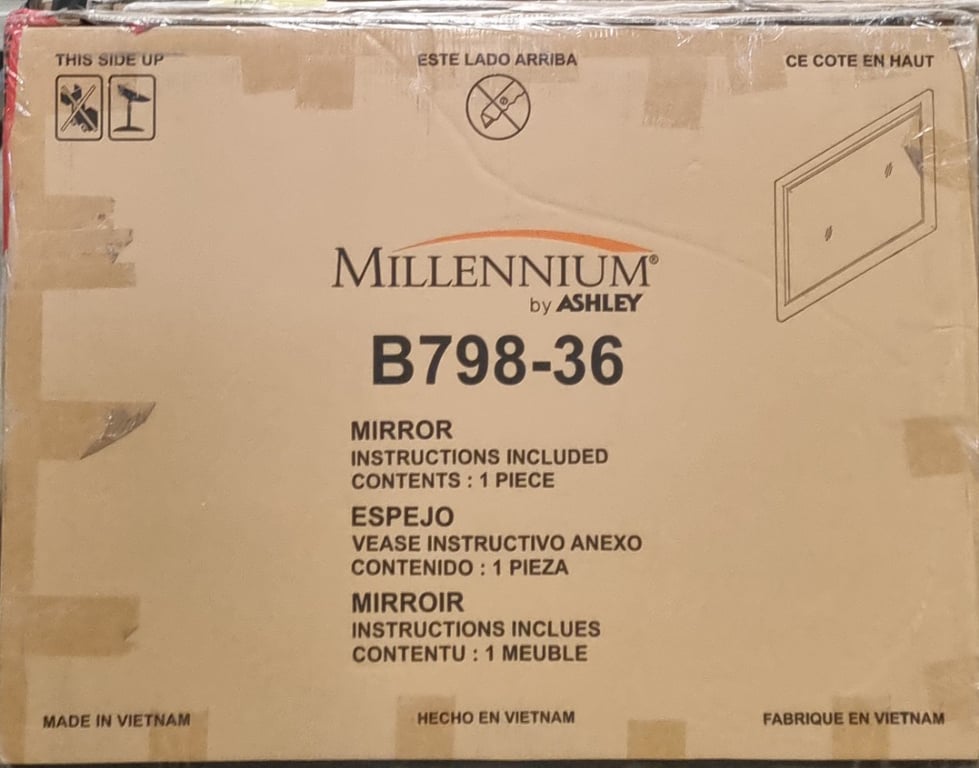 THIS SIDE UP
ESTE LADO ARRIBA
CE COTE EN HAUT
MILLENNIUM®
by ASHLEY
B798-36
MIRROR
INSTRUCTIONS INCLUDED
CONTENTS : 1 PIECE
ESPEJO
VEASE INSTRUCTIVO ANEXO
CONTENIDO : 1 PIEZA
MIRROIR
INSTRUCTIONS INCLUES
CONTENTU : 1 MEUBLE
MADE IN VIETNAM
HECHO EN VIETNAM
FABRIQUE EN VIETNAM